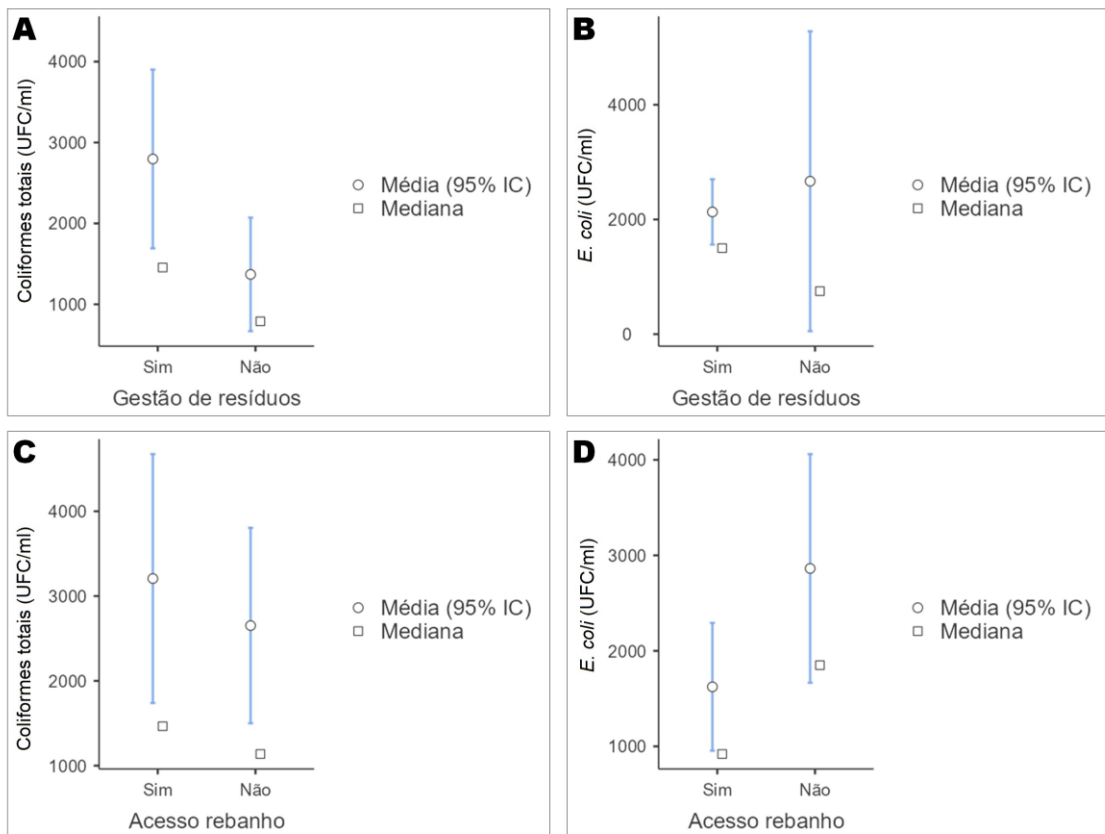 A
Coliformes totais (UFC/ml)
4000
3000
2000
1000
Sim
Não
Gestão de resíduos
Média (95% IC)
Mediana
B
E. coli (UFC/ml)
4000
2000
0
Sim
Não
Gestão de resíduos
Média (95% IC)
Mediana
C
Coliformes totais (UFC/ml)
4000
3000
2000
1000
Sim
Não
Acesso rebanho
Média (95% IC)
Mediana
D
E. coli (UFC/ml)
4000
3000
2000
1000
Sim
Não
Acesso rebanho
Média (95% IC)
Mediana